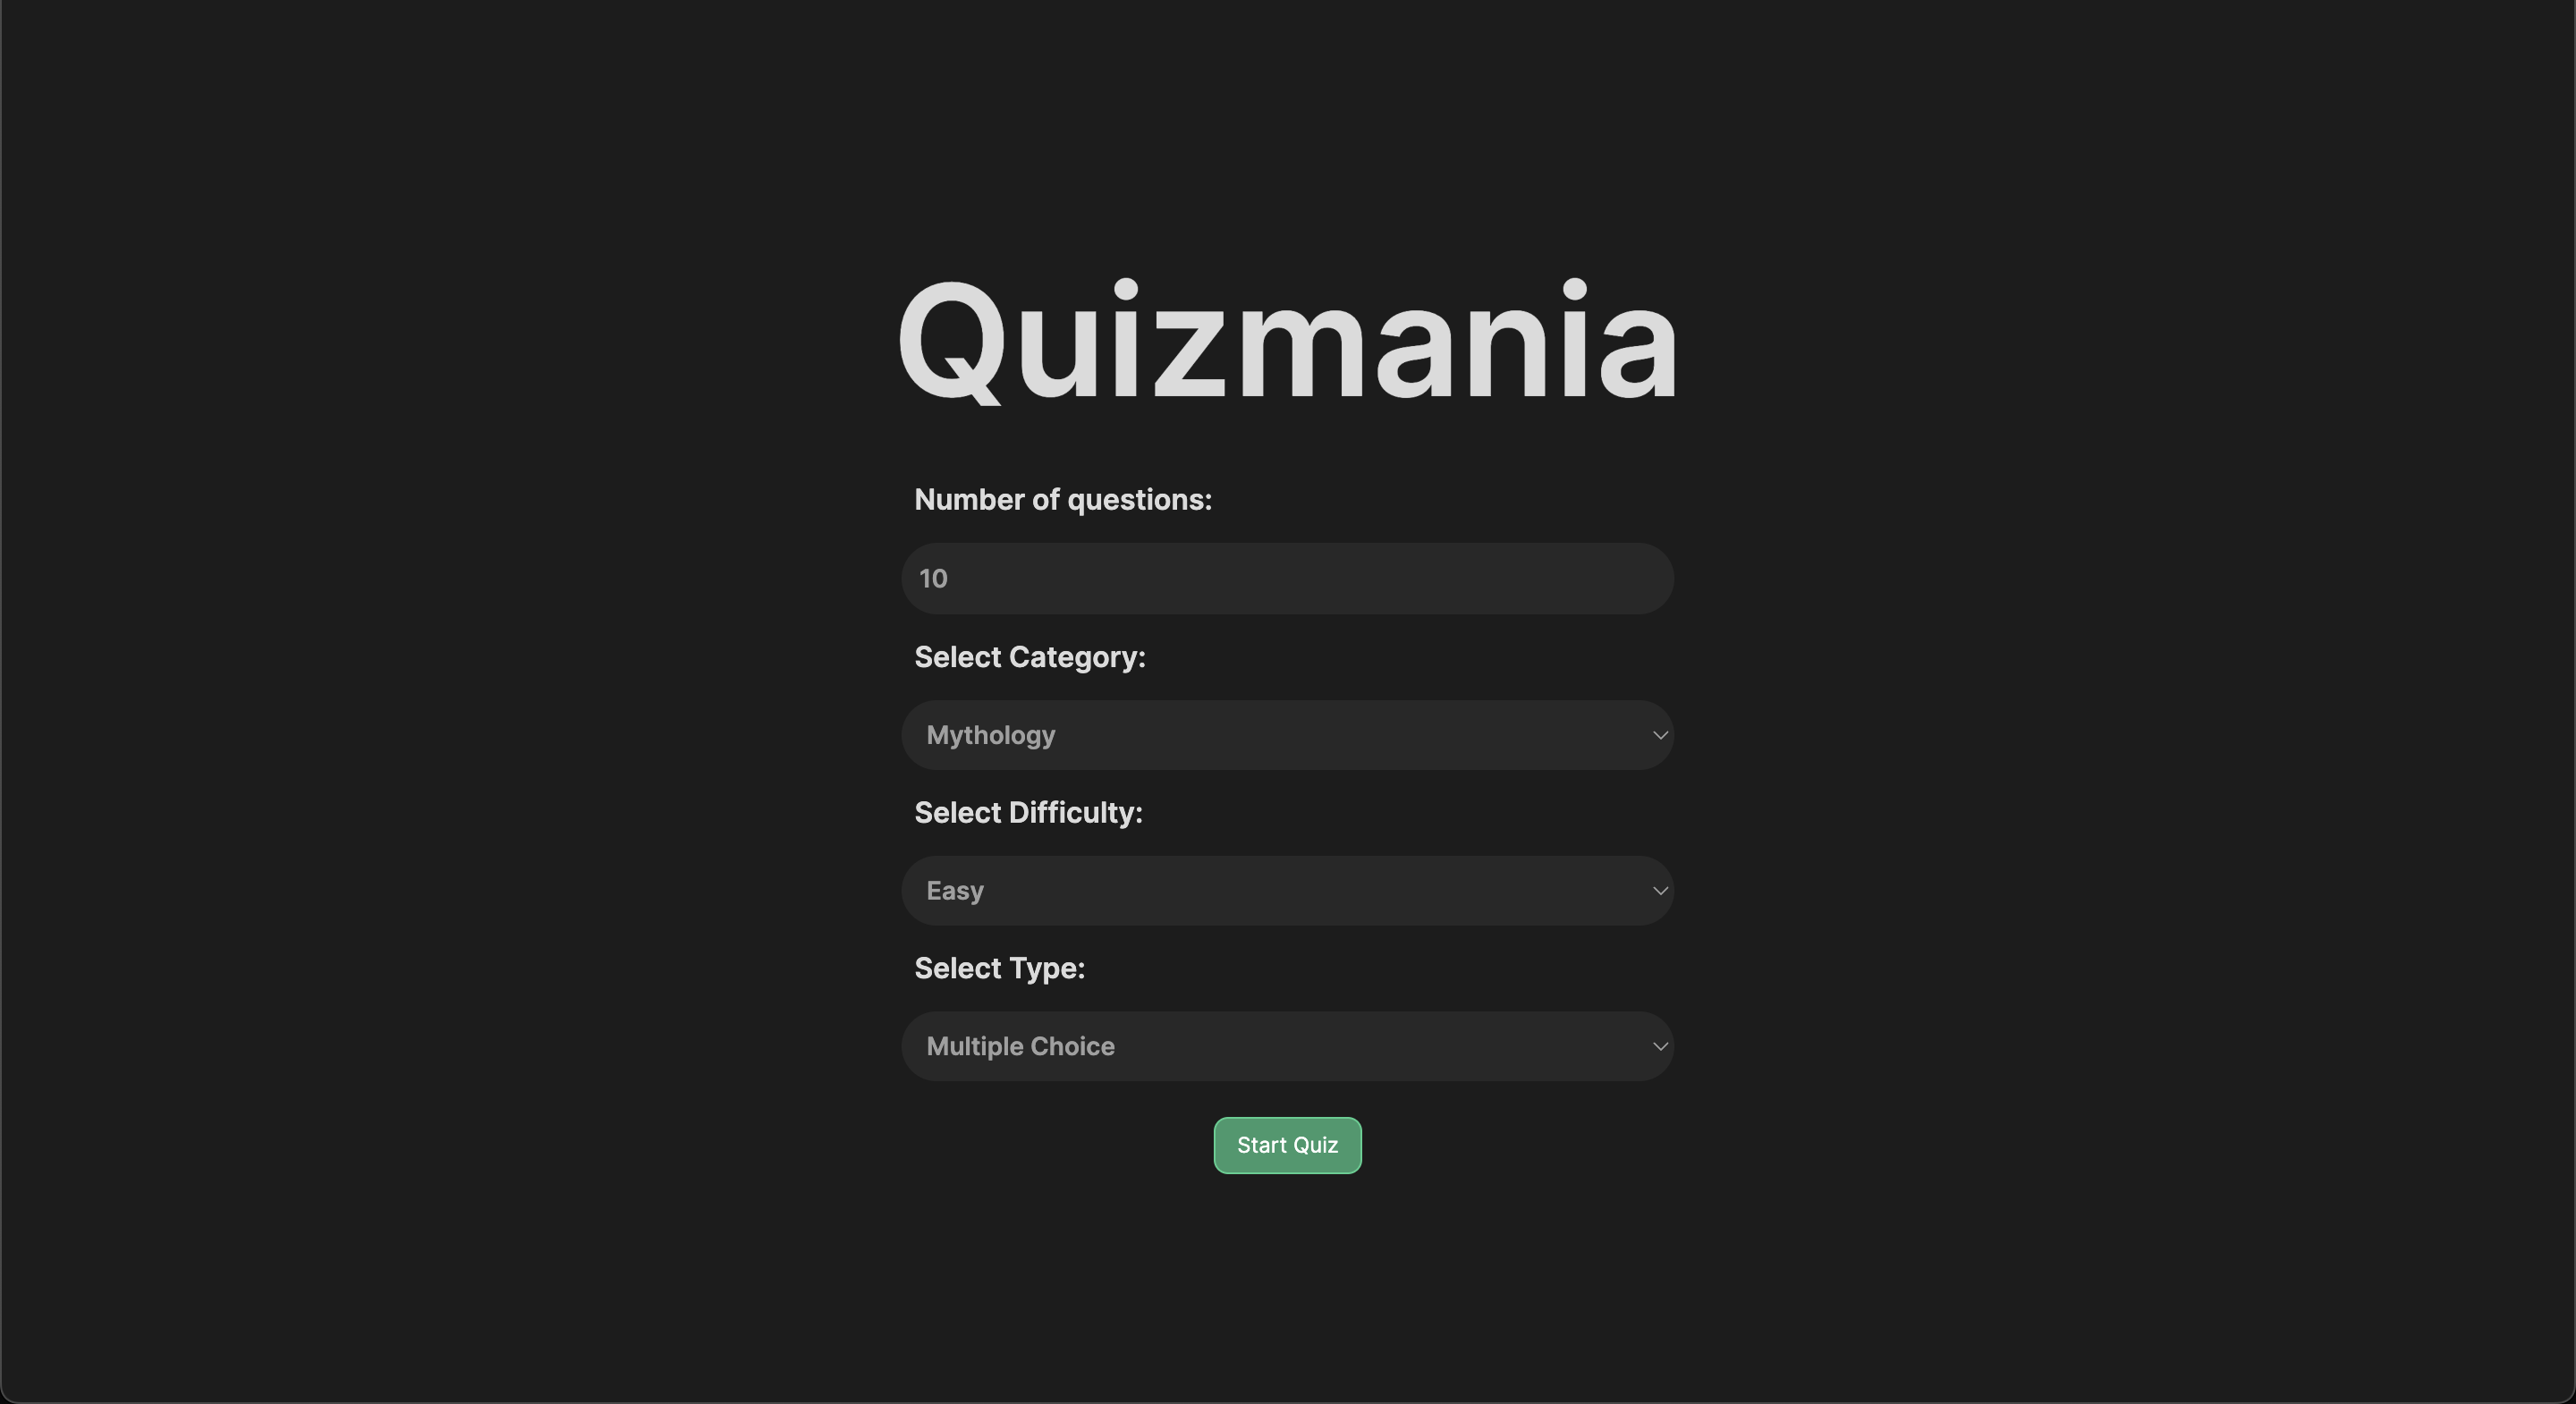 Quizmania
Number of questions:
10
Select Category:
Mythology
Select Difficulty:
Easy
Select Type:
Multiple Choice
Start Quiz